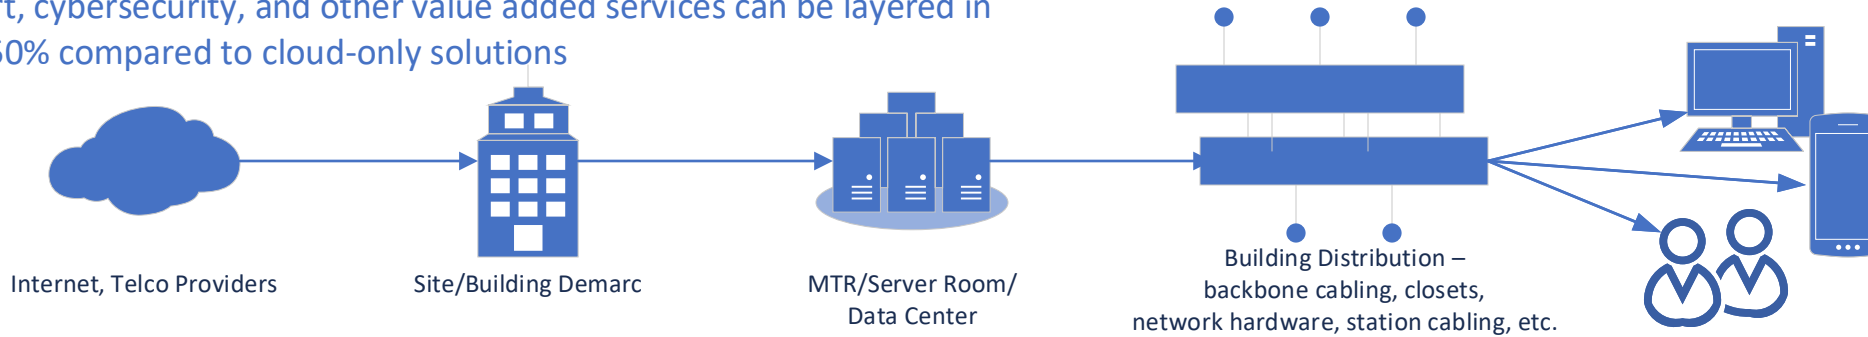 cybersecurity, and other value added services can be layered in
compared to cloud-only solutions
Internet, Telco Providers
Site/Building Demarc
MTR/Server Room/
Data Center
Building Distribution –
backbone cabling, closets,
network hardware, station cabling, etc.